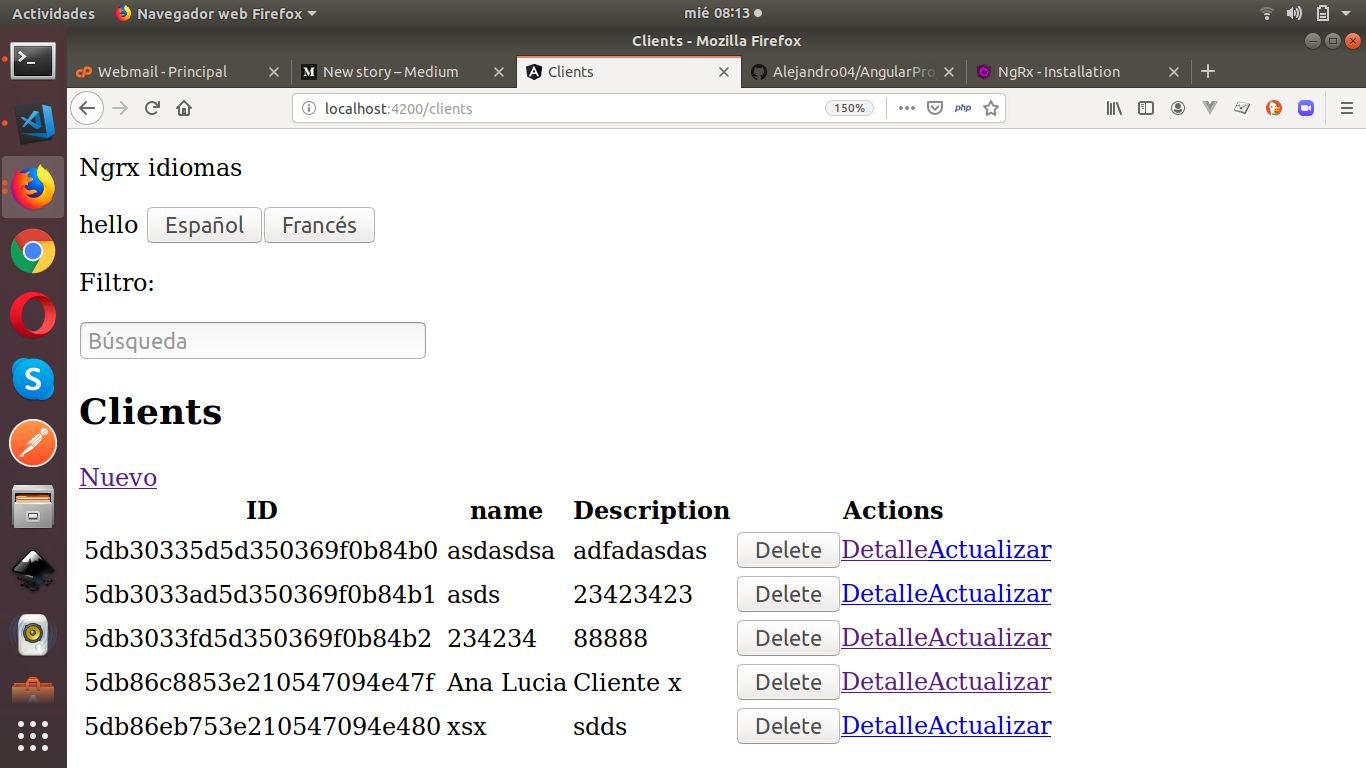 Actividades Navegador web Firefox mié 08:13
Clients - Mozilla Firefox
Webmail - Principal New story – Medium Clients Alejandro04/AngularPro NgRx - Installation
localhost:4200/clients 150% php
Ngrx idiomas
hello Español Francés
Filtro:
Búsqueda
Clients
Nuevo
ID name Description Actions
5db30335d5d350369f0b84b0 asdasdsa adfadasdas Delete DetalleActualizar
5db3033ad5d350369f0b84b1 asds 23423423 Delete DetalleActualizar
5db3033fd5d350369f0b84b2 234234 88888 Delete DetalleActualizar
5db86c8853e210547094e47f Ana Lucia Cliente x Delete DetalleActualizar
5db86eb753e210547094e480 xsx sdds Delete DetalleActualizar